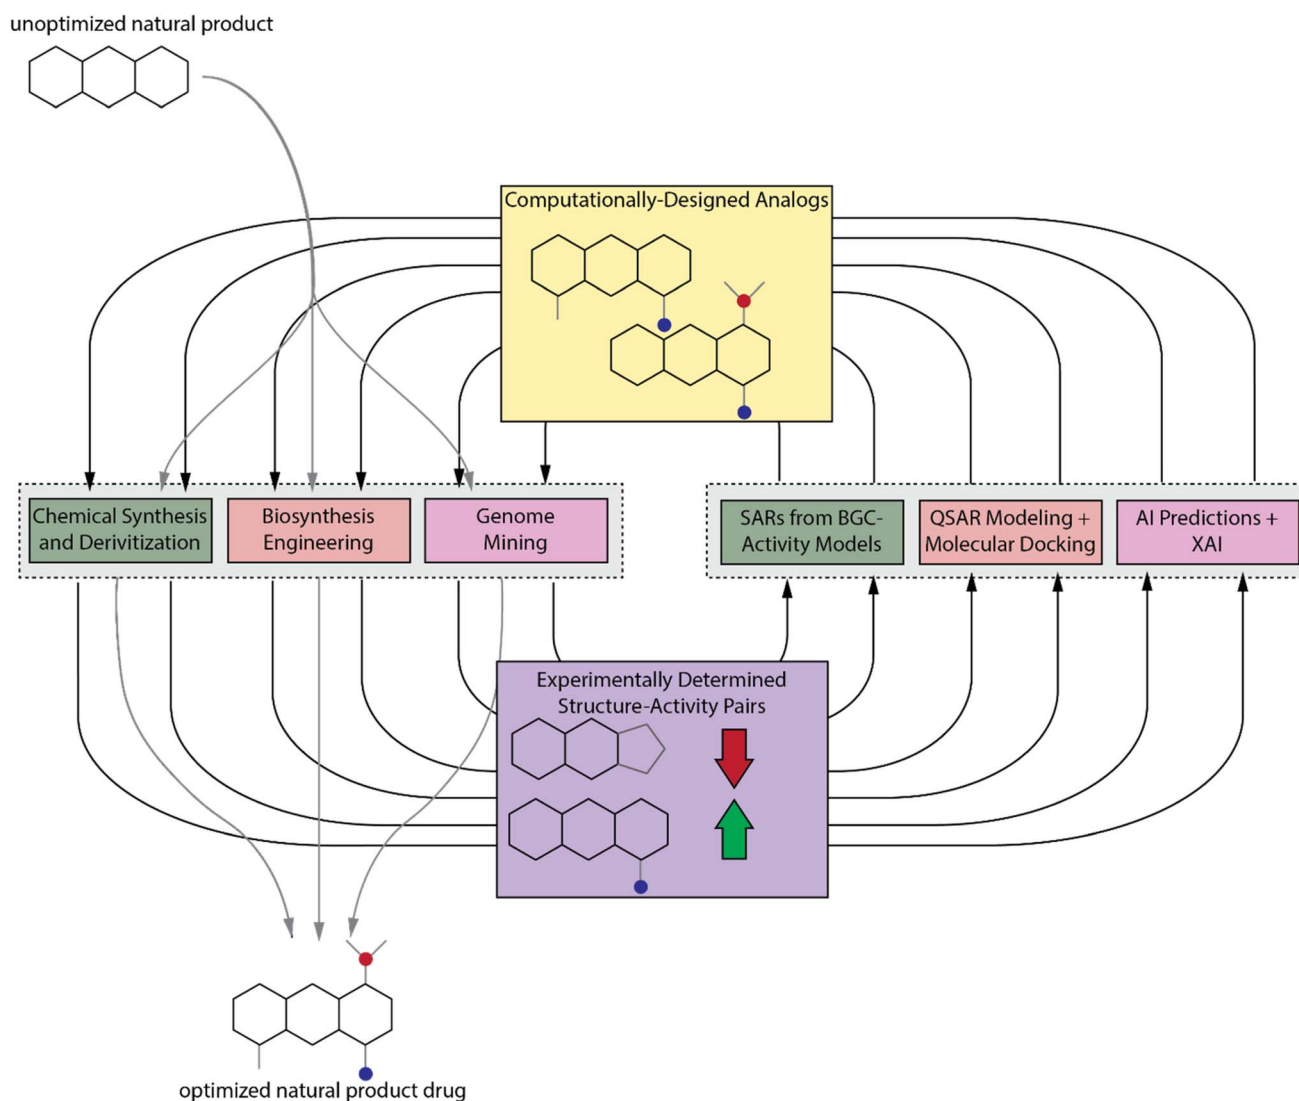 unoptimized natural product
Computationally-Designed Analogs
Chemical Synthesis
and Derivitization
Biosynthesis
Engineering
Genome
Mining
SARs from BGC-
Activity Models
QSAR Modeling +
Molecular Docking
AI Predictions +
XAI
Experimentally Determined
Structure-Activity Pairs
optimized natural product drug